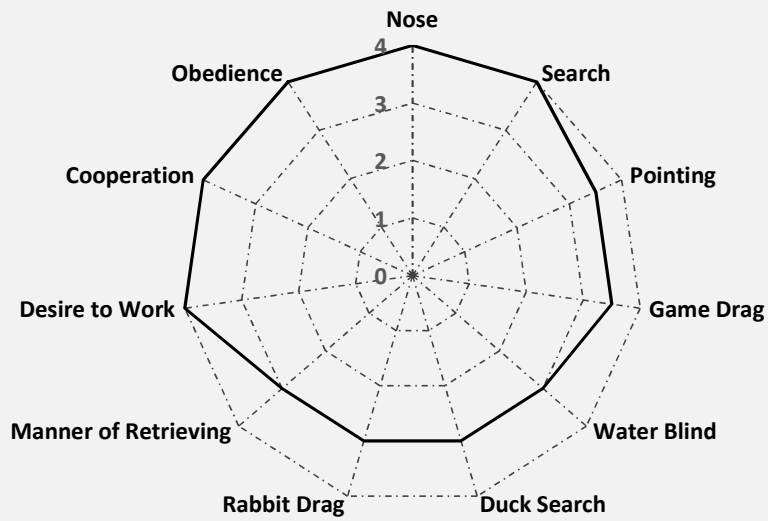 Nose
4
Obedience
Search
3
Cooperation
2
Pointing
1
0
Desire to Work
Game Drag
Manner of Retrieving
Water Blind
Rabbit Drag
Duck Search